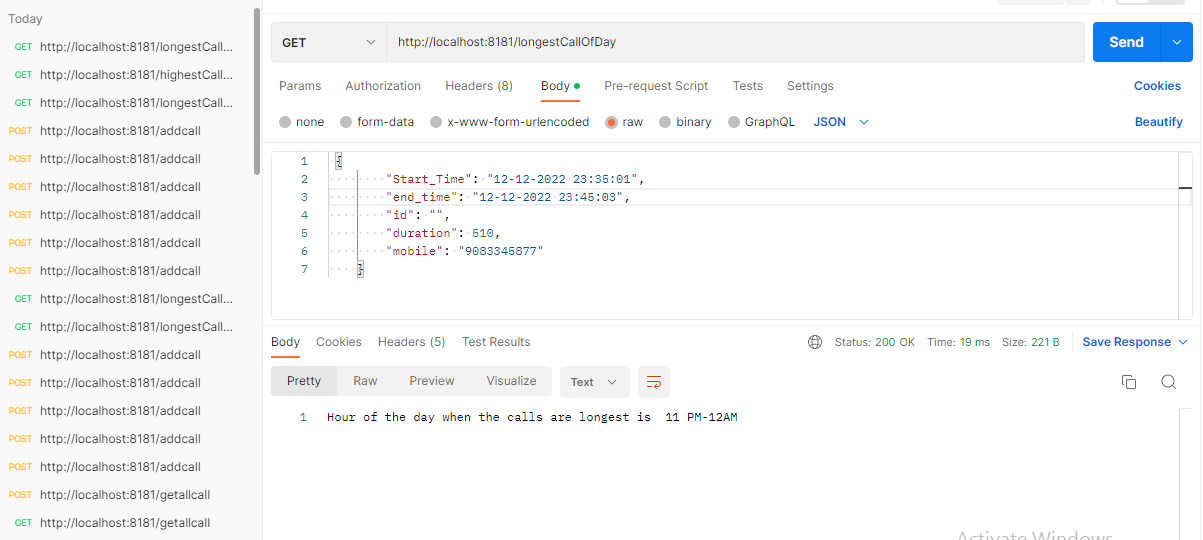 Today
GET http://localhost:8181/longestCall...
GET http://localhost:8181/highestCall...
GET http://localhost:8181/longestCall...
POST http://localhost:8181/addcall
POST http://localhost:8181/addcall
POST http://localhost:8181/addcall
POST http://localhost:8181/addcall
POST http://localhost:8181/addcall
POST http://localhost:8181/addcall
GET http://localhost:8181/longestCall...
GET http://localhost:8181/longestCall...
POST http://localhost:8181/addcall
POST http://localhost:8181/addcall
POST http://localhost:8181/addcall
POST http://localhost:8181/addcall
POST http://localhost:8181/addcall
POST http://localhost:8181/getallcall
GET http://localhost:8181/getallcall
GET http://localhost:8181/longestCallOfDay Send
Params Authorization Headers (8) Body Pre-request Script Tests Settings Cookies
none form-data x-www-form-urlencoded raw binary GraphQL JSON Beautify
1 {
2 "Start_Time": "12-12-2022 23:35:01",
3 "end_time": "12-12-2022 23:45:03",
4 "id": "",
5 "duration": 510,
6 "mobile": "9083345877"
7 }
Body Cookies Headers (5) Test Results Status: 200 OK Time: 19 ms Size: 221 B Save Response
Pretty Raw Preview Visualize Text
1 Hour of the day when the calls are longest is  11 PM-12AM
Activate Windows